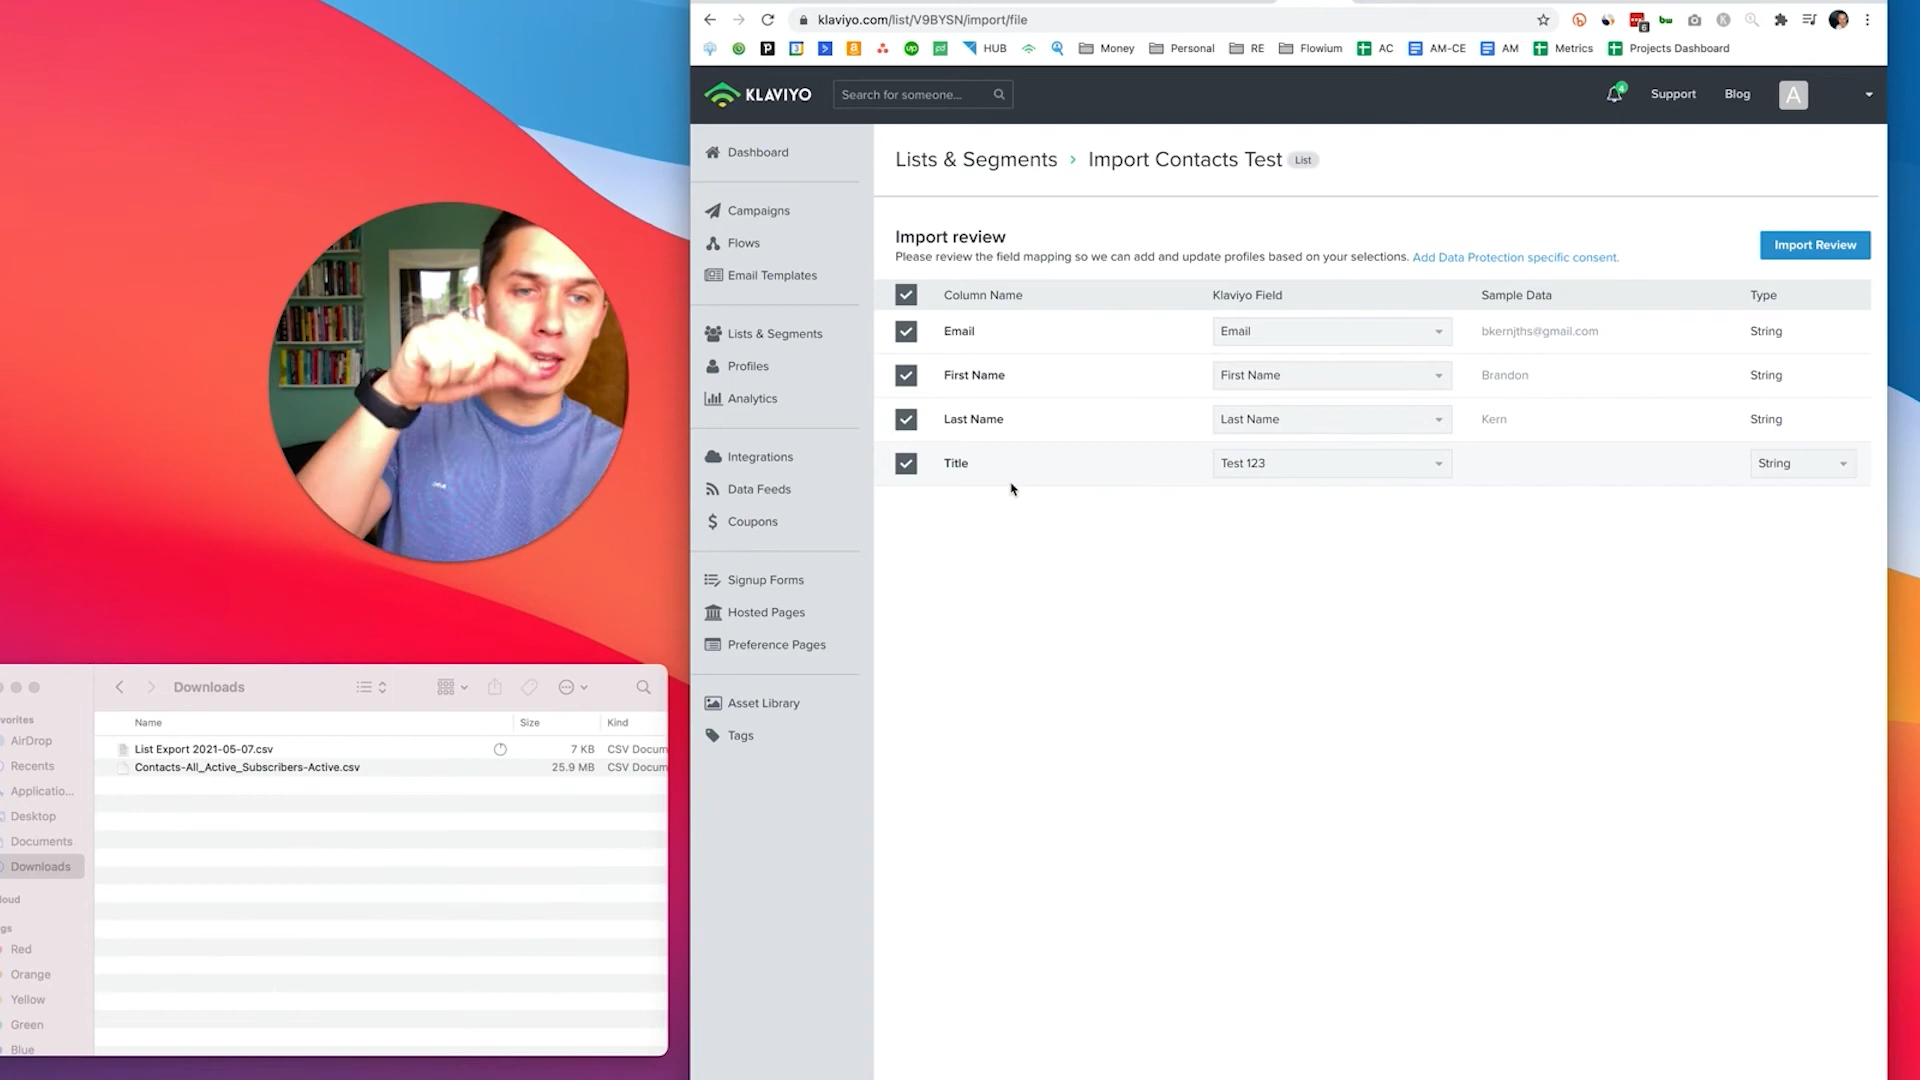 klaviyo.com/list/V9BYSN/import/file
HUB Money Personal RE Flowium AC AM-CE AM Metrics Projects Dashboard
KLAVIYO Search for someone... 4 Support Blog A
Dashboard
Campaigns
Flows
Email Templates
Lists & Segments
Profiles
Analytics
Integrations
Data Feeds
Coupons
Signup Forms
Hosted Pages
Preference Pages
Asset Library
Tags
Lists & Segments › Import Contacts Test List
Import review
Please review the field mapping so we can add and update profiles based on your selections. Add Data Protection specific consent.
Import Review
Column Name Klaviyo Field Sample Data Type
Email Email bkernjths@gmail.com String
First Name First Name Brandon String
Last Name Last Name Kern String
Title Test 123 String
Downloads
Name Size Kind
List Export 2021-05-07.csv 7 KB CSV Docum
Contacts-All_Active_Subscribers-Active.csv 25.9 MB CSV Docum
vorites
AirDrop
Recents
Applicatio...
Desktop
Documents
Downloads
loud
gs
Red
Orange
Yellow
Green
Blue